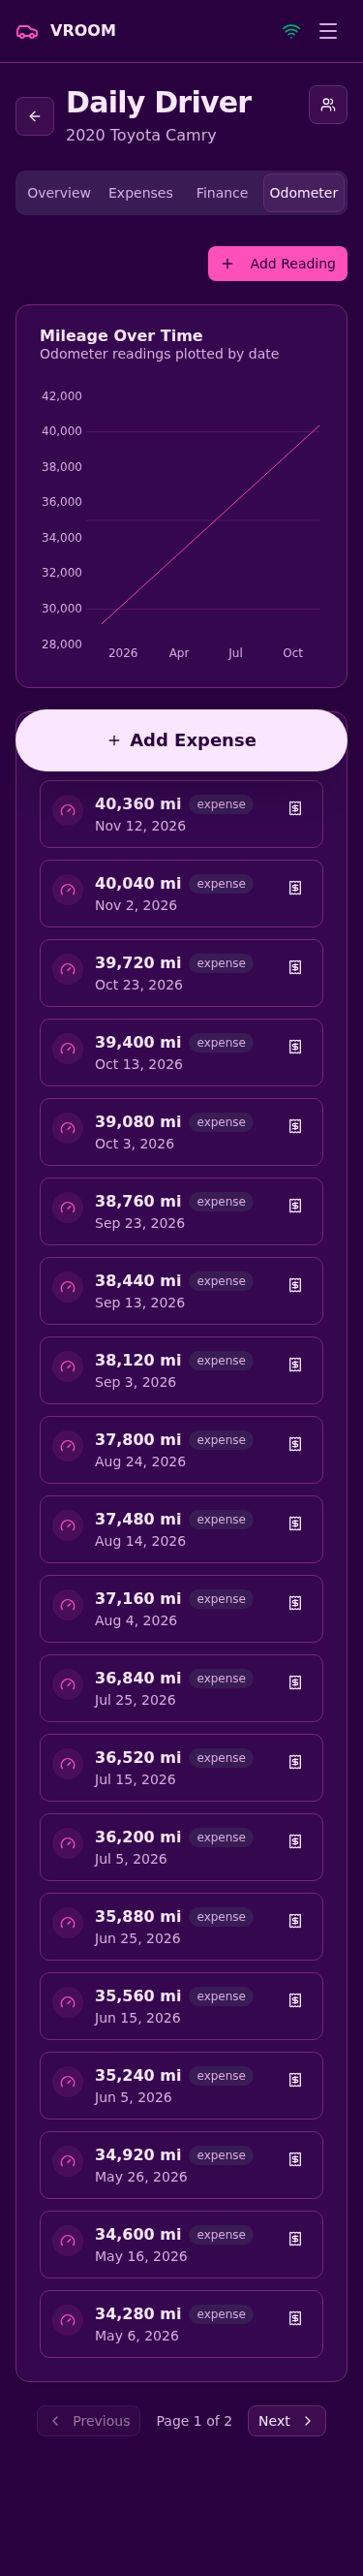 VROOM
Daily Driver
2020 Toyota Camry
Overview Expenses Finance Odometer
+ Add Reading
Mileage Over Time
Odometer readings plotted by date
42,000
40,000
38,000
36,000
34,000
32,000
30,000
28,000
2026 Apr Jul Oct
+ Add Expense
40,360 mi expense
Nov 12, 2026
40,040 mi expense
Nov 2, 2026
39,720 mi expense
Oct 23, 2026
39,400 mi expense
Oct 13, 2026
39,080 mi expense
Oct 3, 2026
38,760 mi expense
Sep 23, 2026
38,440 mi expense
Sep 13, 2026
38,120 mi expense
Sep 3, 2026
37,800 mi expense
Aug 24, 2026
37,480 mi expense
Aug 14, 2026
37,160 mi expense
Aug 4, 2026
36,840 mi expense
Jul 25, 2026
36,520 mi expense
Jul 15, 2026
36,200 mi expense
Jul 5, 2026
35,880 mi expense
Jun 25, 2026
35,560 mi expense
Jun 15, 2026
35,240 mi expense
Jun 5, 2026
34,920 mi expense
May 26, 2026
34,600 mi expense
May 16, 2026
34,280 mi expense
May 6, 2026
Previous Page 1 of 2 Next